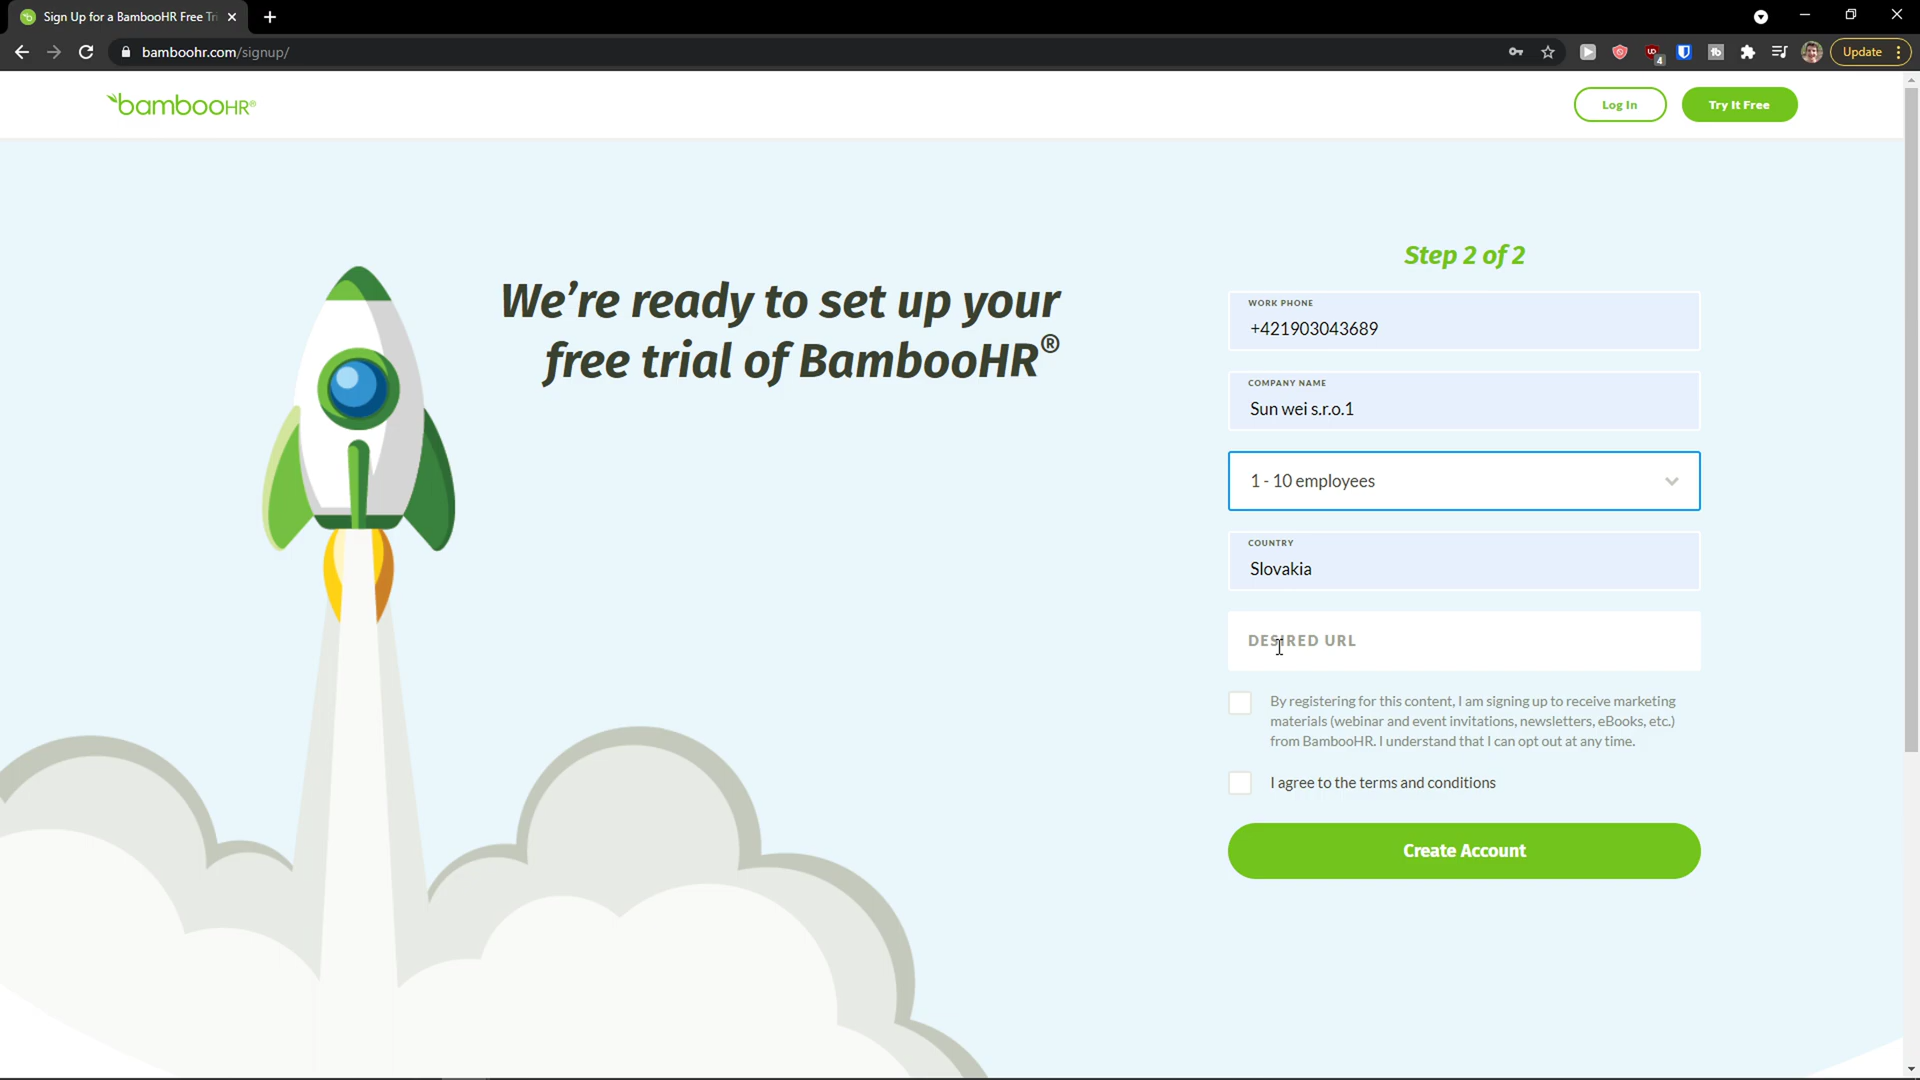 Sign Up for a BambooHR Free Tri
bamboohr.com/signup/
4
Update
bambooHR®
Log In
Try It Free
We're ready to set up your
free trial of BambooHR®
Step 2 of 2
WORK PHONE
+421903043689
COMPANY NAME
Sun wei s.r.o.1
1 - 10 employees
COUNTRY
Slovakia
DESIRED URL
By registering for this content, I am signing up to receive marketing
materials (webinar and event invitations, newsletters, eBooks, etc.)
from BambooHR. I understand that I can opt out at any time.
I agree to the terms and conditions
Create Account